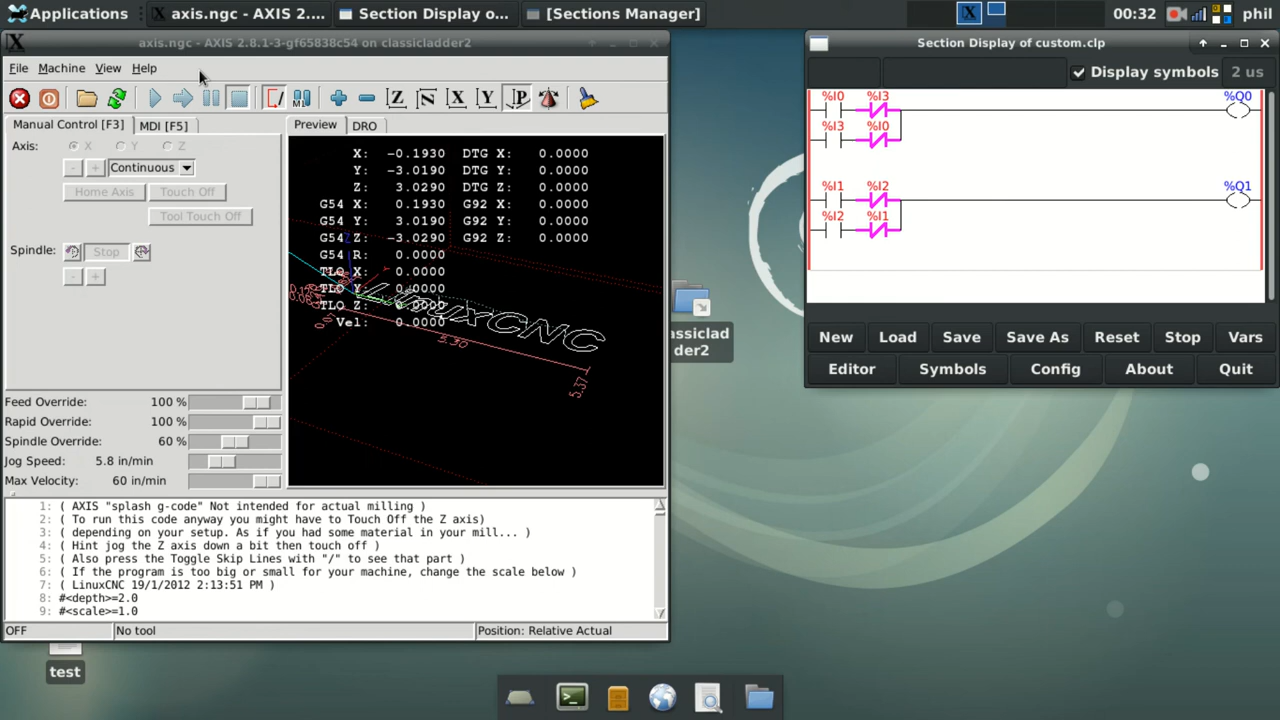 Applications
axis.ngc - AXIS 2....
Section Display o...
[Sections Manager]
00:32
phil
axis.ngc - AXIS 2.8.1-3-gf65838c54 on classicladder2
File Machine View Help
Manual Control [F3] MDI [F5]
Axis: X Y Z
- + Continuous
Home Axis Touch Off
Tool Touch Off
Spindle: Stop
- +
Feed Override: 100 %
Rapid Override: 100 %
Spindle Override: 60 %
Jog Speed: 5.8 in/min
Max Velocity: 60 in/min
Preview DRO
X: -0.1930 DTG X: 0.0000
Y: -3.0190 DTG Y: 0.0000
Z: 3.0290 DTG Z: 0.0000
G54 X: 0.1930 G92 X: 0.0000
G54 Y: 3.0190 G92 Y: 0.0000
G54 Z: -3.0290 G92 Z: 0.0000
G54 R: 0.0000
TLO X: 0.0000
TLO Y: 0.0000
TLO Z: 0.0000
Vel: 0.0000
LinuxCNC
5.30
5.37
1: ( AXIS "splash g-code" Not intended for actual milling )
2: ( To run this code anyway you might have to Touch Off the Z axis)
3: ( depending on your setup. As if you had some material in your mill... )
4: ( Hint jog the Z axis down a bit then touch off )
5: ( Also press the Toggle Skip Lines with "/" to see that part )
6: ( If the program is too big or small for your machine, change the scale below )
7: ( LinuxCNC 19/1/2012 2:13:51 PM )
8: #<depth>=2.0
9: #<scale>=1.0
OFF No tool Position: Relative Actual
assiclad
der2
test
Section Display of custom.clp
Display symbols 2 us
%I0 %I3 %Q0
%I3 %I0
%I1 %I2 %Q1
%I2 %I1
New Load Save Save As Reset Stop Vars
Editor Symbols Config About Quit